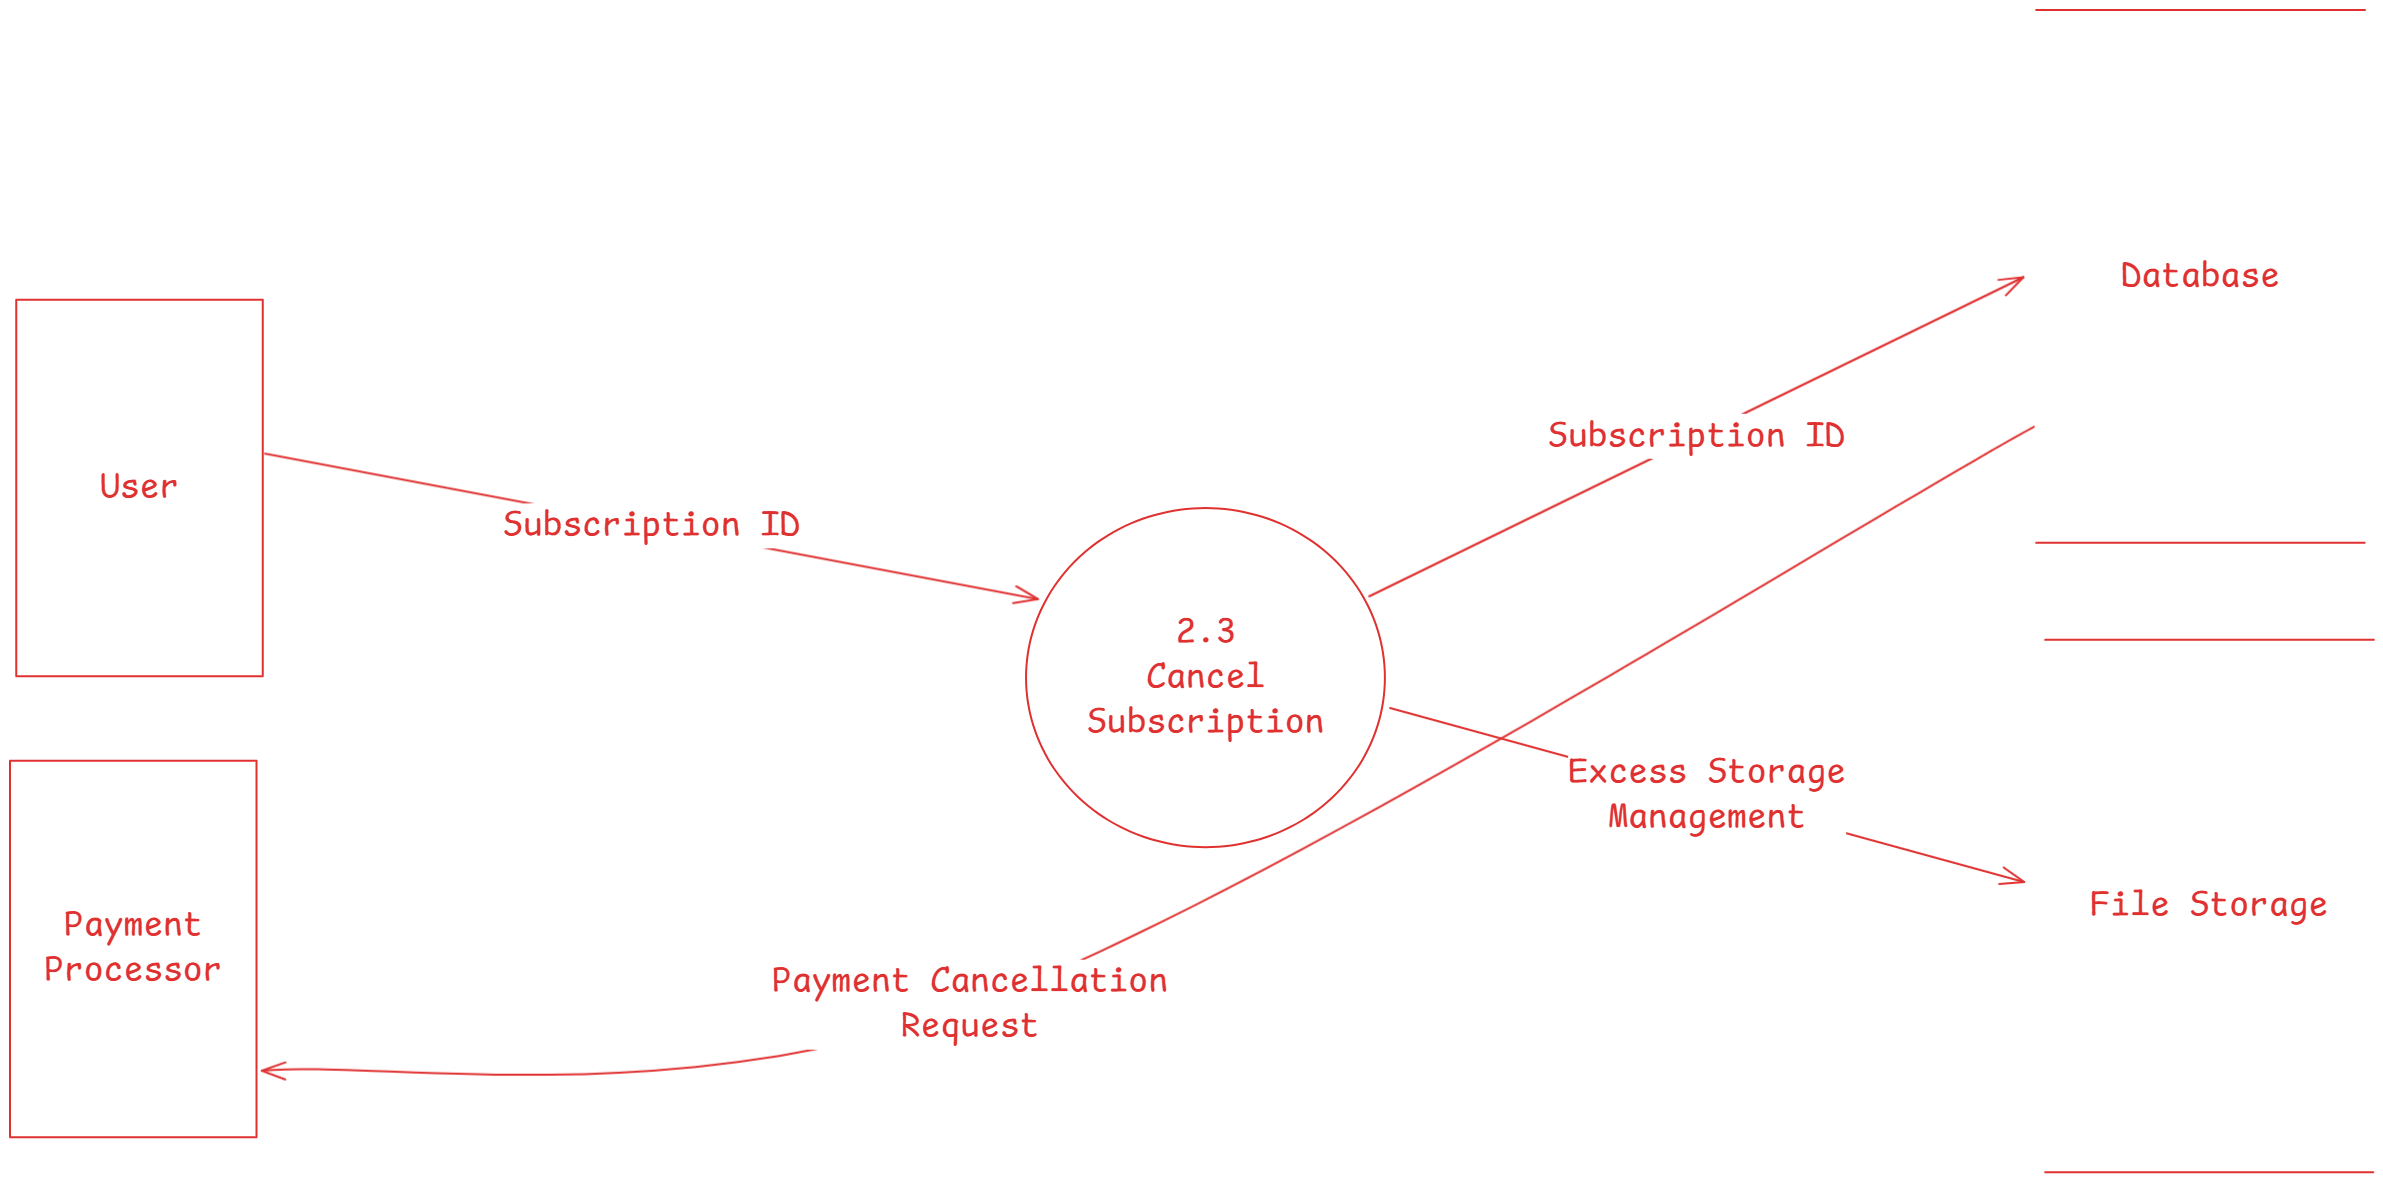 Database
Subscription ID
User
Subscription ID
2.3
Cancel
Subscription
Excess Storage
Management
File Storage
Payment
Processor
Payment Cancellation
Request